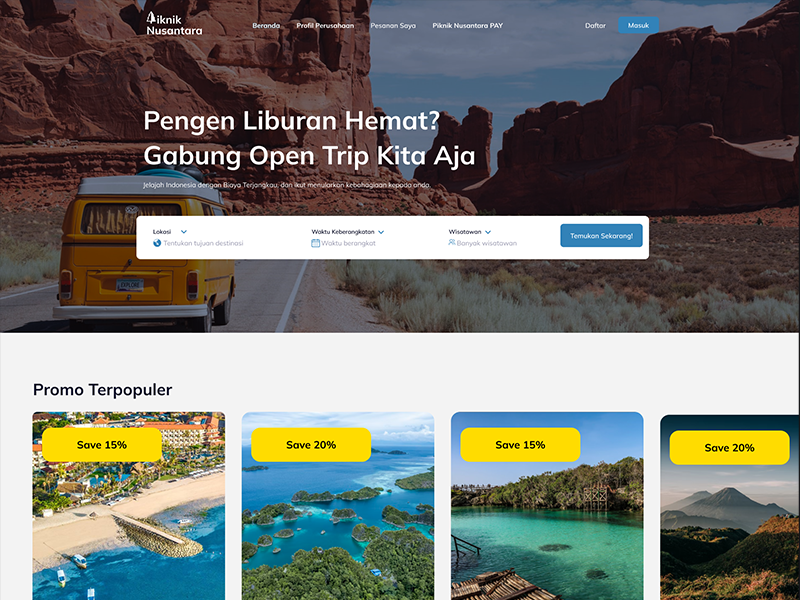 Piknik
Nusantara
Beranda
Profil Perusahaan
Pesanan Saya
Piknik Nusantara PAY
Daftar
Masuk
Pengen Liburan Hemat?
Gabung Open Trip Kita Aja
Jelajah Indonesia dengan Biaya Terjangkau, dan ikut menularkan kebahagiaan kepada anda.
Lokasi
Tentukan tujuan destinasi
Waktu Keberangkatan
Waktu berangkat
Wisatawan
Banyak wisatawan
Temukan Sekarang!
EXPLORE
Promo Terpopuler
Save 15%
Save 20%
Save 15%
Save 20%